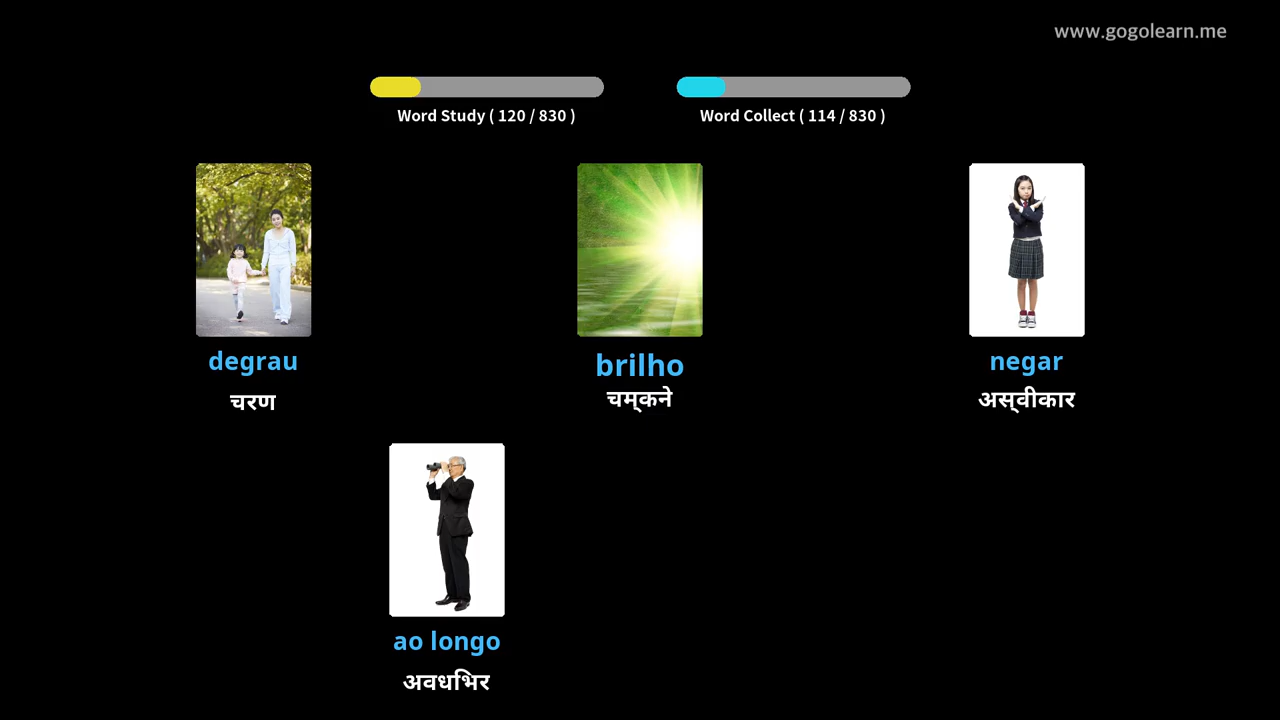 www.gogolearn.me
Word Study ( 120 / 830 )
Word Collect ( 114 / 830 )
degrau
चरण
brilho
चम्‌कने
negar
अस्‌वीकार
ao longo
अवधभिर